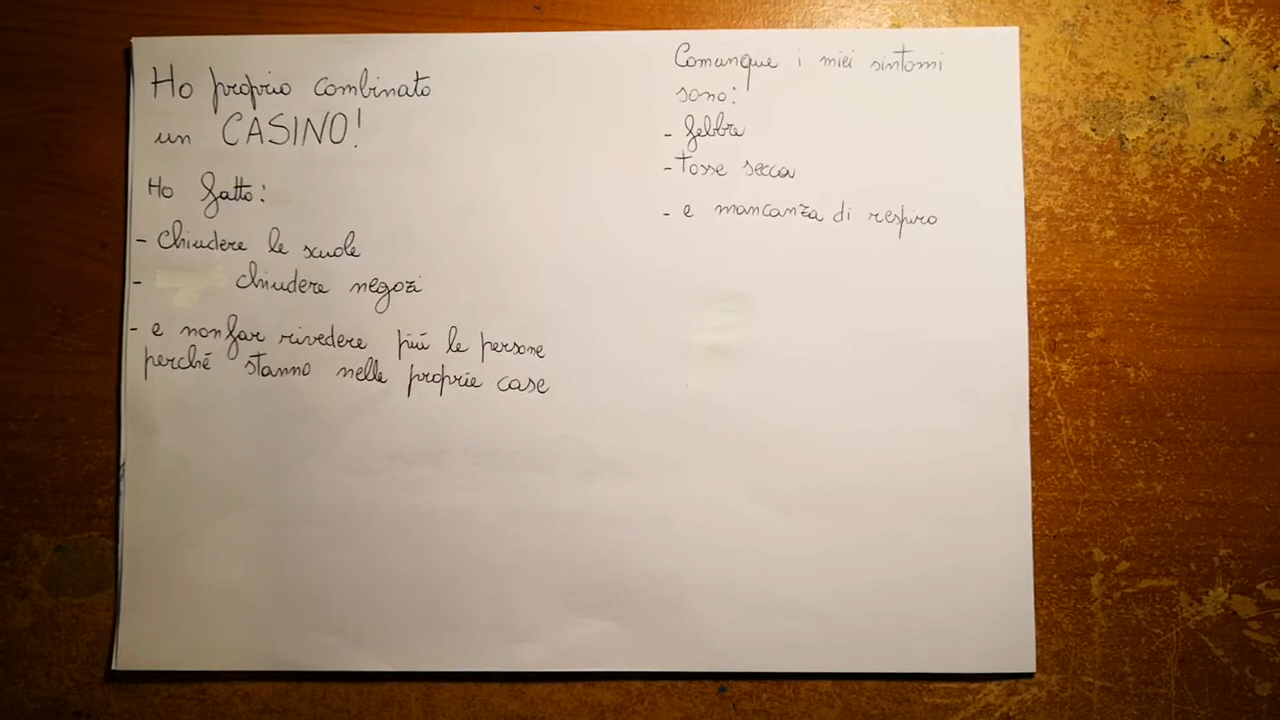 Ho proprio combinato
un CASINO!
Ho fatto:
- chiudere le scuole
- chiudere negozi
- e non far rivedere più le persone
perché stanno nelle proprie case
Comunque i miei sintomi
sono:
- febbre
- tosse secca
- e mancanza di respiro